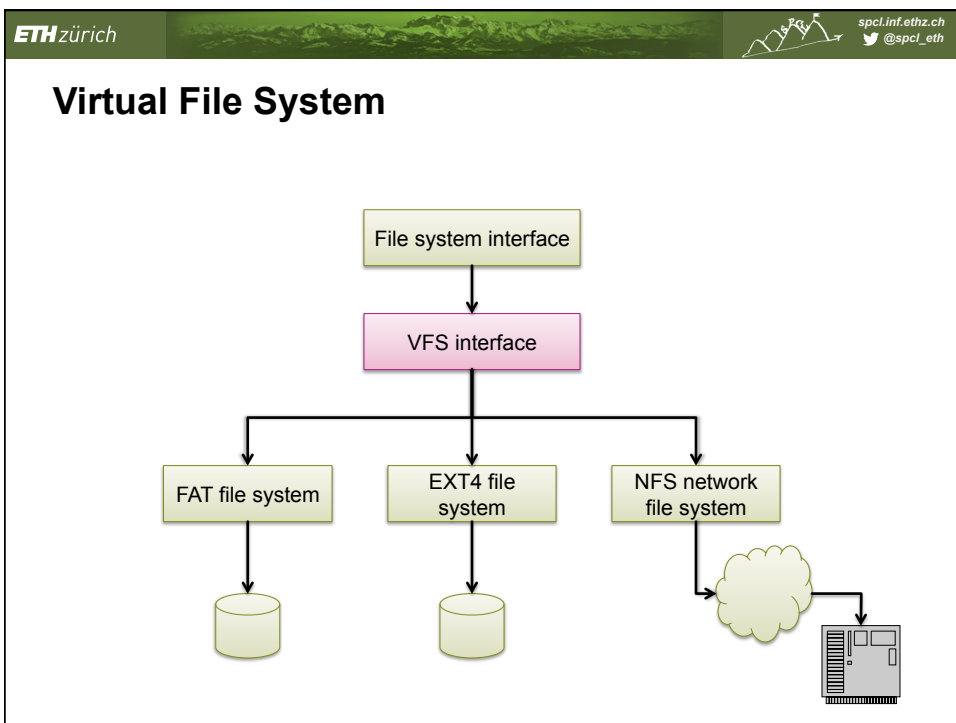 ETH zürich
spcl.inf.ethz.ch
@spcl_eth
Virtual File System
File system interface
VFS interface
FAT file system
EXT4 file
system
NFS network
file system